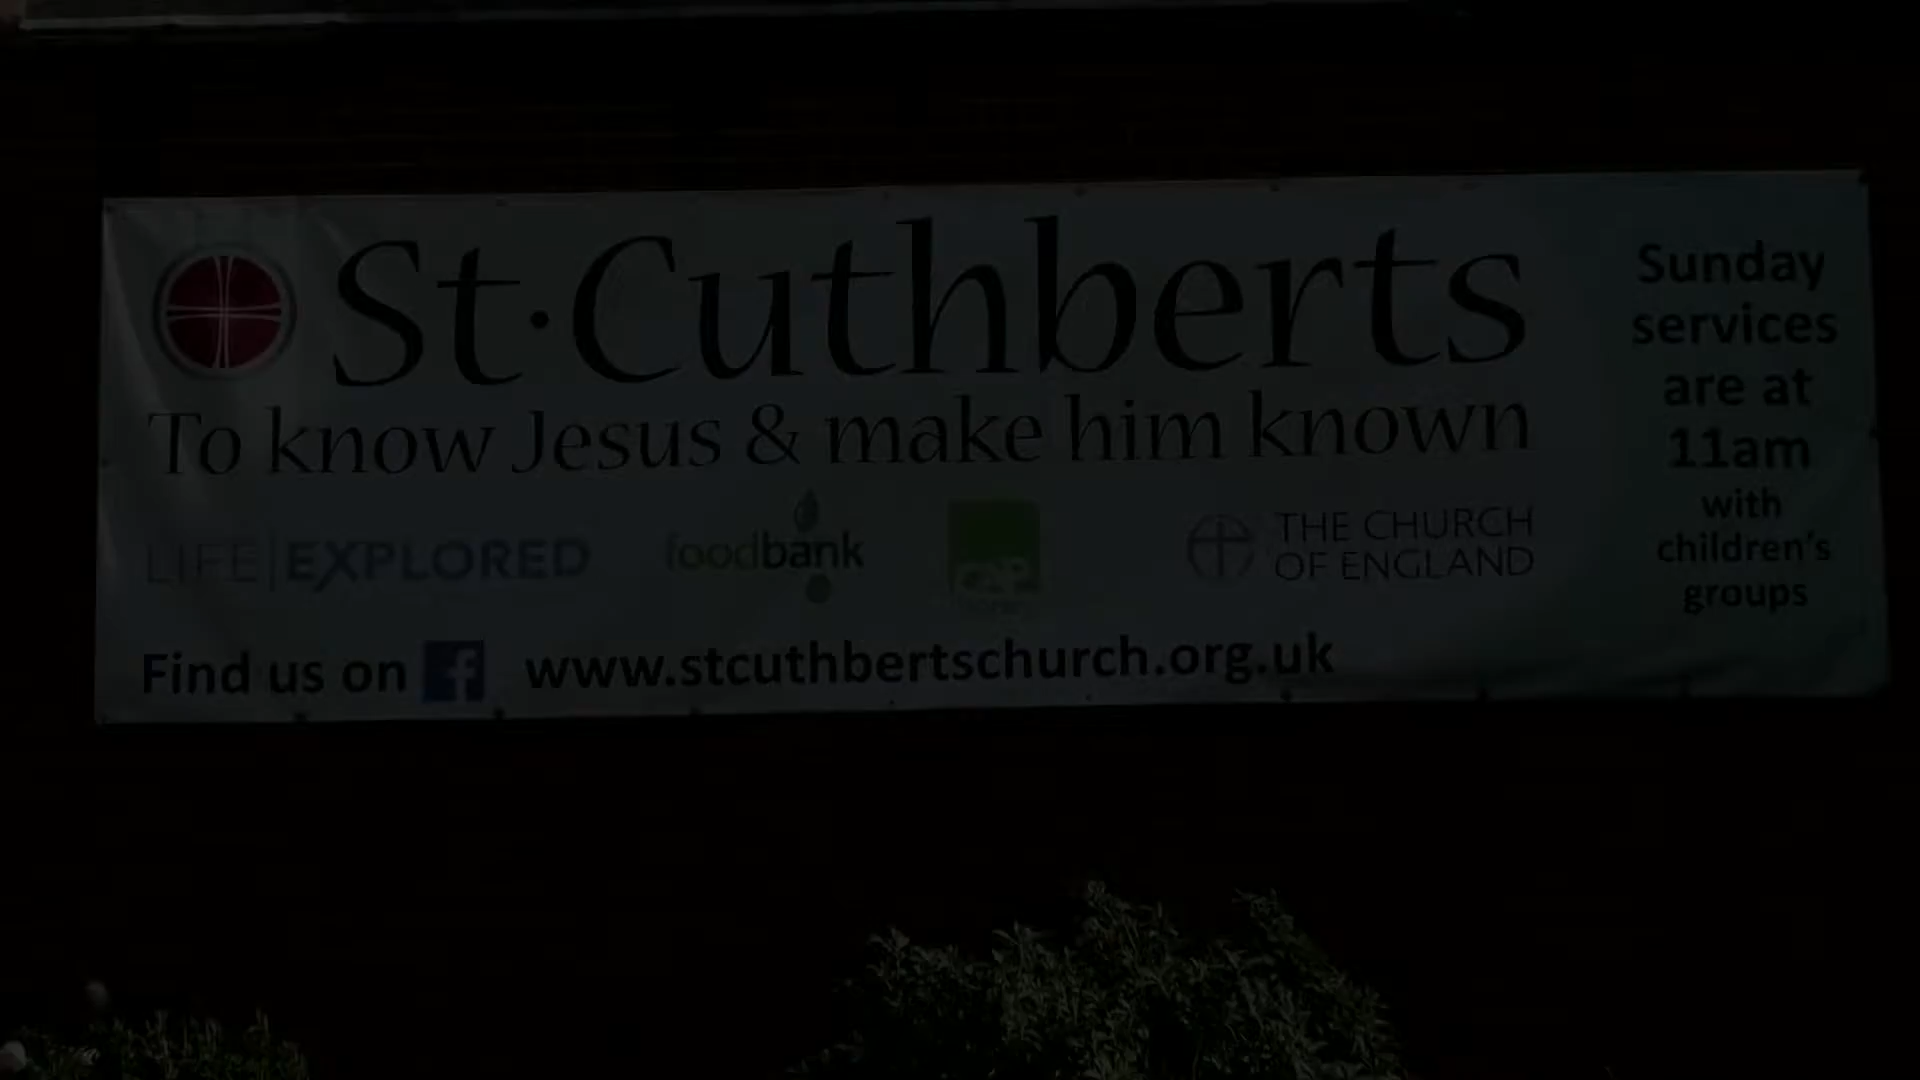 St·Cuthberts
To know Jesus & make him known
LIFE | EXPLORED
foodbank
CAP
THE CHURCH
OF ENGLAND
Find us on f www.stcuthbertschurch.org.uk
Sunday
services
are at
11am
with
children's
groups